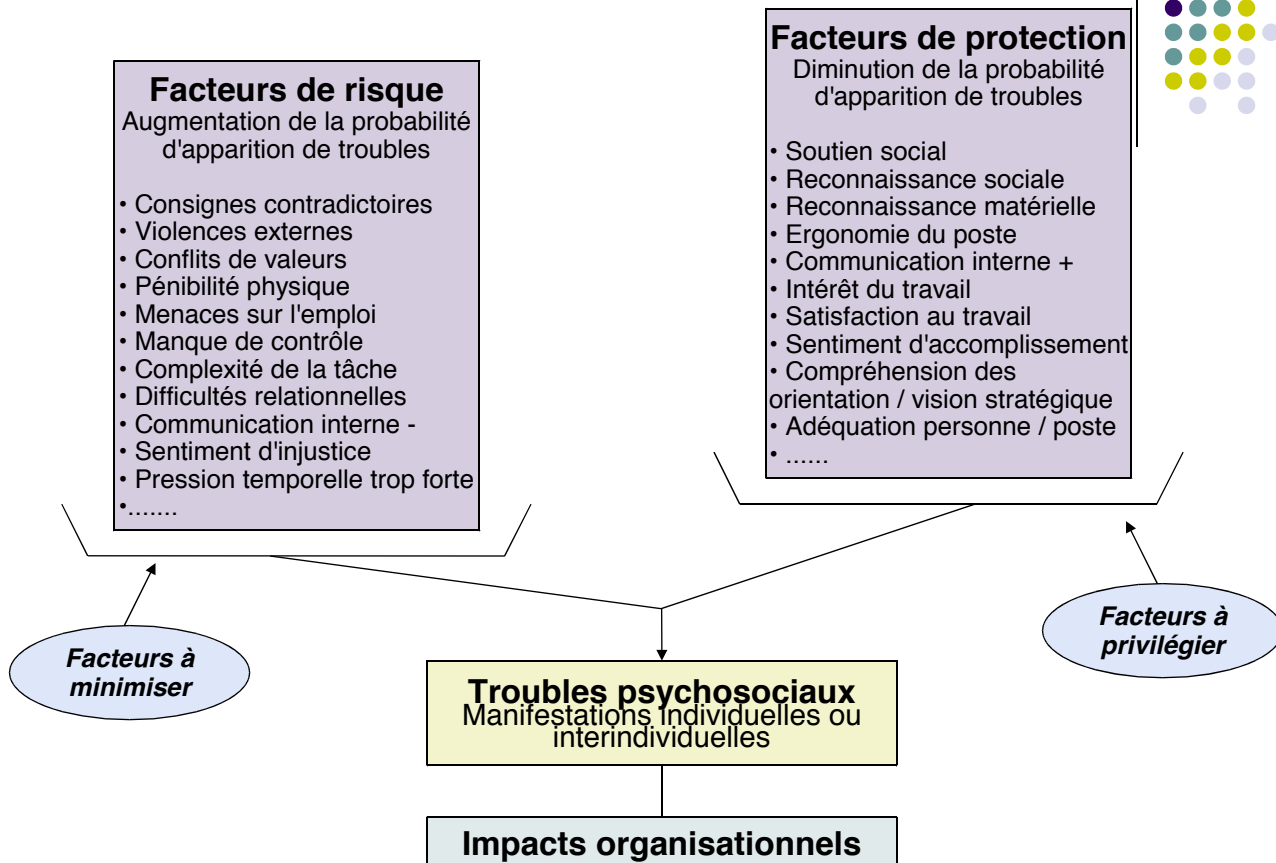 Facteurs de risque
Augmentation de la probabilité
d'apparition de troubles
• Consignes contradictoires
• Violences externes
• Conflits de valeurs
• Pénibilité physique
• Menaces sur l'emploi
• Manque de contrôle
• Complexité de la tâche
• Difficultés relationnelles
• Communication interne -
• Sentiment d'injustice
• Pression temporelle trop forte
•.......
Facteurs de protection
Diminution de la probabilité
d'apparition de troubles
• Soutien social
• Reconnaissance sociale
• Reconnaissance matérielle
• Ergonomie du poste
• Communication interne +
• Intérêt du travail
• Satisfaction au travail
• Sentiment d'accomplissement
• Compréhension des
orientation / vision stratégique
• Adéquation personne / poste
• ......
Facteurs à
minimiser
Facteurs à
privilégier
Troubles psychosociaux
Manifestations individuelles ou
interindividuelles
Impacts organisationnels